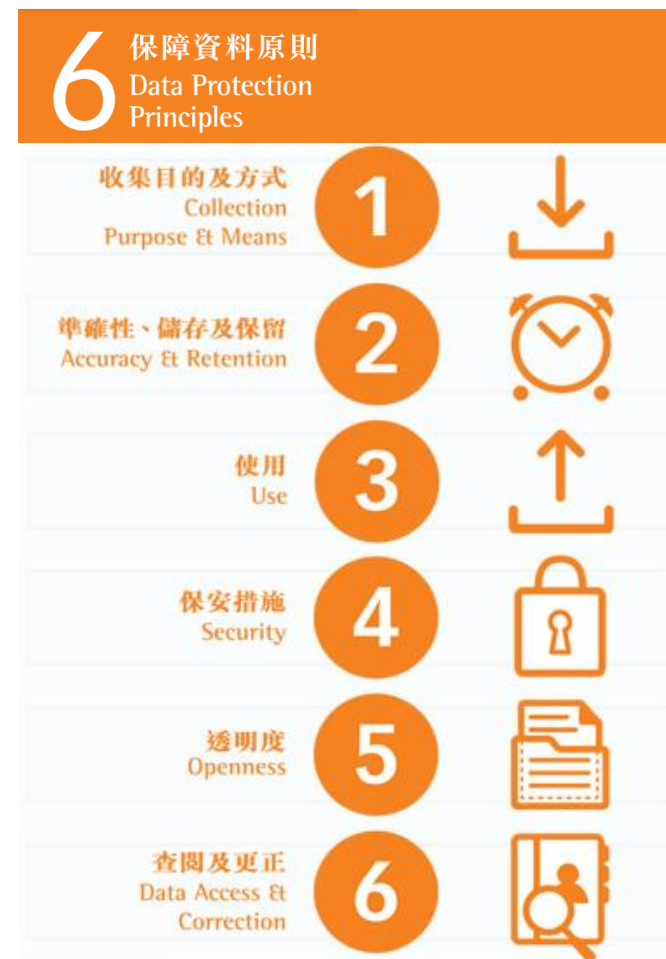 6
保障資料原則
Data Protection
Principles
收集目的及方式
Collection
Purpose & Means
1
準確性、儲存及保留
Accuracy & Retention
2
使用
Use
3
保安措施
Security
4
透明度
Openness
5
查閱及更正
Data Access &
Correction
6